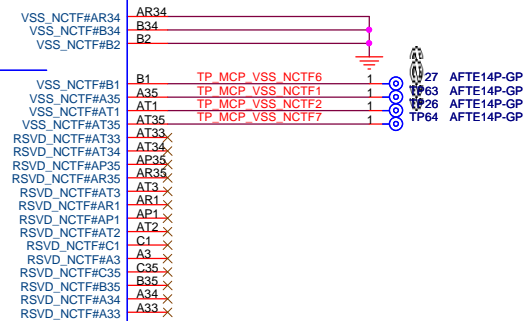 VSS_NCTF#AR34 AR34
VSS_NCTF#B34 B34
VSS_NCTF#B2 B2
VSS_NCTF#B1 B1 TP_MCP_VSS_NCTF6 1 27 AFTE14P-GP
VSS_NCTF#A35 A35 TP_MCP_VSS_NCTF1 1 TP63 AFTE14P-GP
VSS_NCTF#AT1 AT1 TP_MCP_VSS_NCTF2 1 TP26 AFTE14P-GP
VSS_NCTF#AT35 AT35 TP_MCP_VSS_NCTF7 1 TP64 AFTE14P-GP
RSVD_NCTF#AT33 AT33
RSVD_NCTF#AT34 AT34
RSVD_NCTF#AP35 AP35
RSVD_NCTF#AR35 AR35
RSVD_NCTF#AT3 AT3
RSVD_NCTF#AR1 AR1
RSVD_NCTF#AP1 AP1
RSVD_NCTF#AT2 AT2
RSVD_NCTF#C1 C1
RSVD_NCTF#A3 A3
RSVD_NCTF#C35 C35
RSVD_NCTF#B35 B35
RSVD_NCTF#A34 A34
RSVD_NCTF#A33 A33